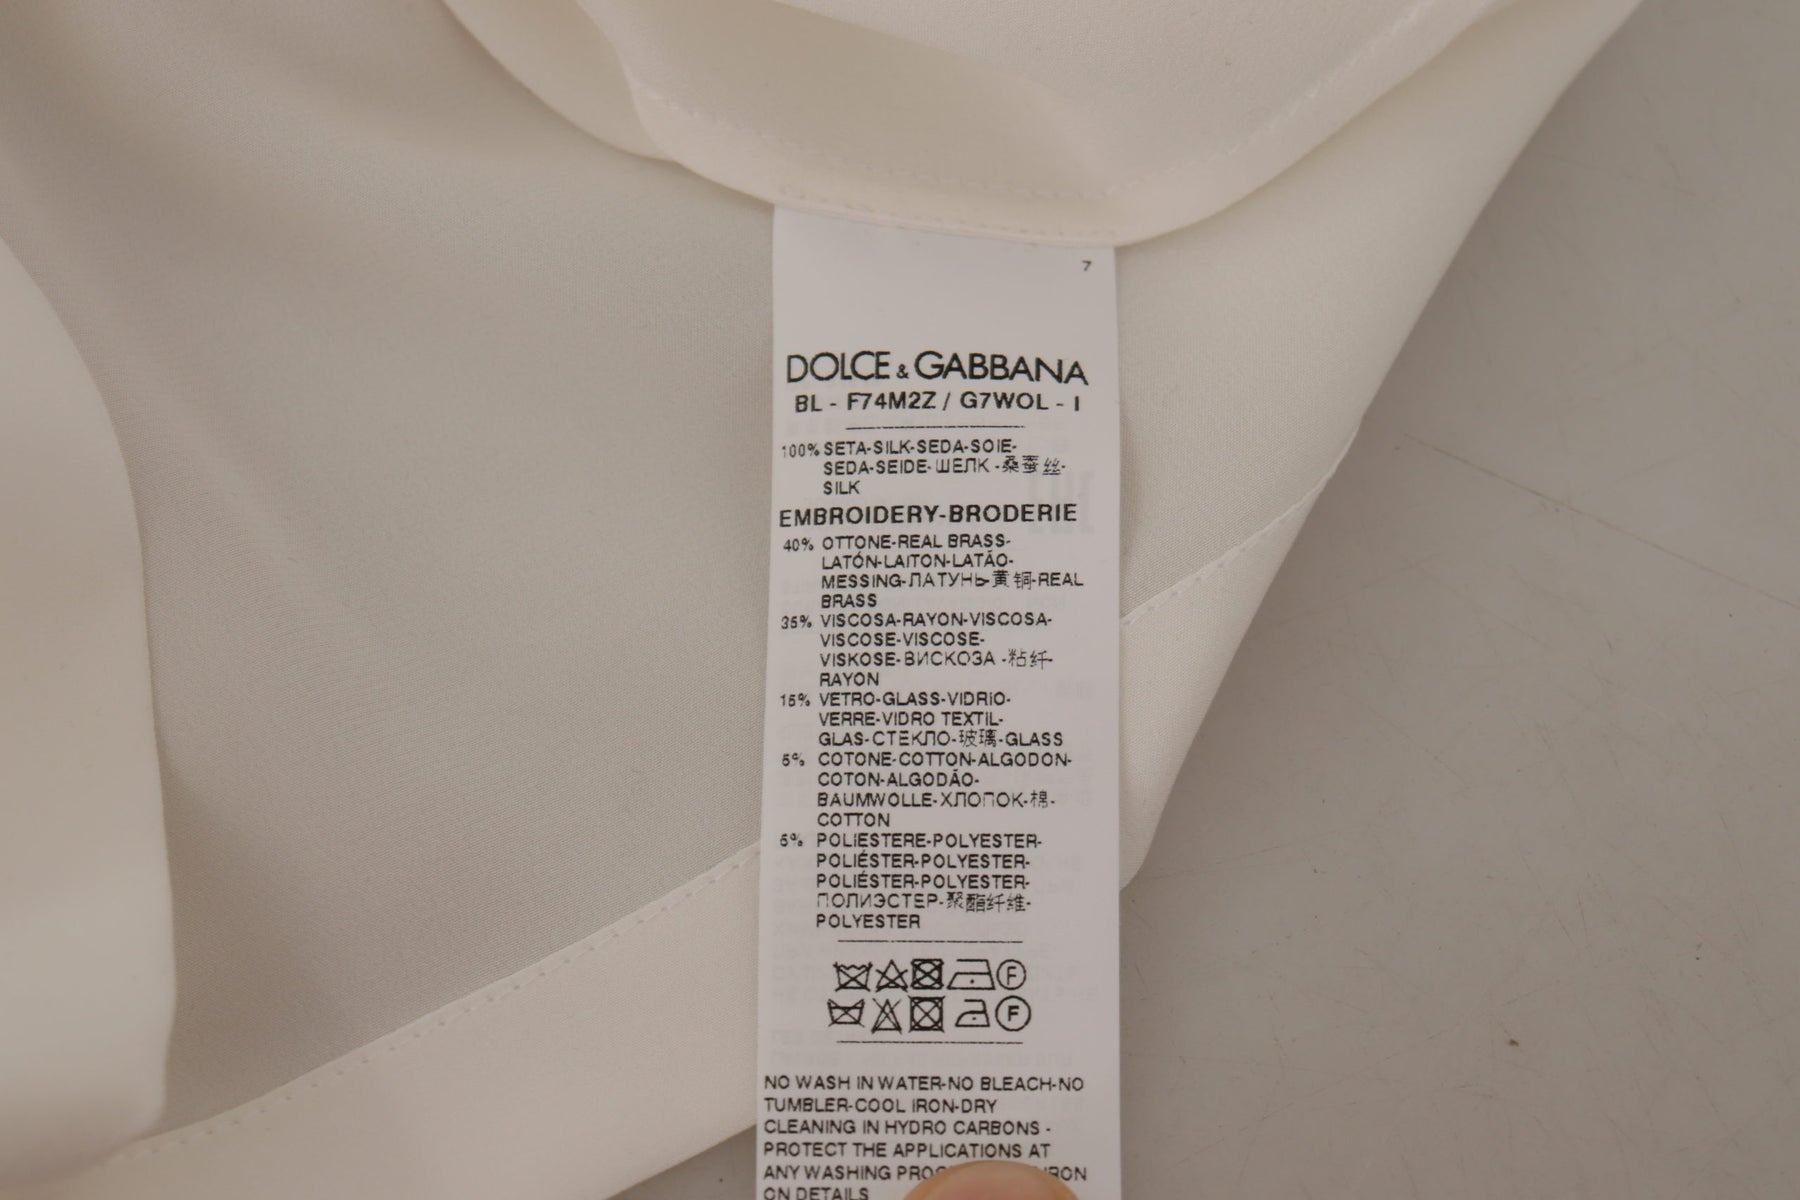 7
DOLCE & GABBANA
BL - F74M2Z / G7WOL - I
100% SETA-SILK-SEDA-SOIE-
SEDA-SEIDE-ШЕЛК -桑蚕丝-
SILK
EMBROIDERY-BRODERIE
40% OTTONE-REAL BRASS-
LATÓN-LAITON-LATÃO-
MESSING-ЛАТУНЬ-黄铜-REAL
BRASS
35% VISCOSA-RAYON-VISCOSA-
VISCOSE-VISCOSE-
VISKOSE-ВИСКОЗА -粘纤-
RAYON
15% VETRO-GLASS-VIDRIO-
VERRE-VIDRO TEXTIL-
GLAS-СТЕКЛО-玻璃-GLASS
5% COTONE-COTTON-ALGODON-
COTON-ALGODÃO-
BAUMWOLLE-ХЛОПОК-棉-
COTTON
5% POLIESTERE-POLYESTER-
POLIÉSTER-POLYESTER-
POLIÉSTER-POLYESTER-
ПОЛИЭСТЕР-聚酯纤维-
POLYESTER
F
F
NO WASH IN WATER-NO BLEACH-NO
TUMBLER-COOL IRON-DRY
CLEANING IN HYDRO CARBONS -
PROTECT THE APPLICATIONS AT
ANY WASHING
ON DETAILS